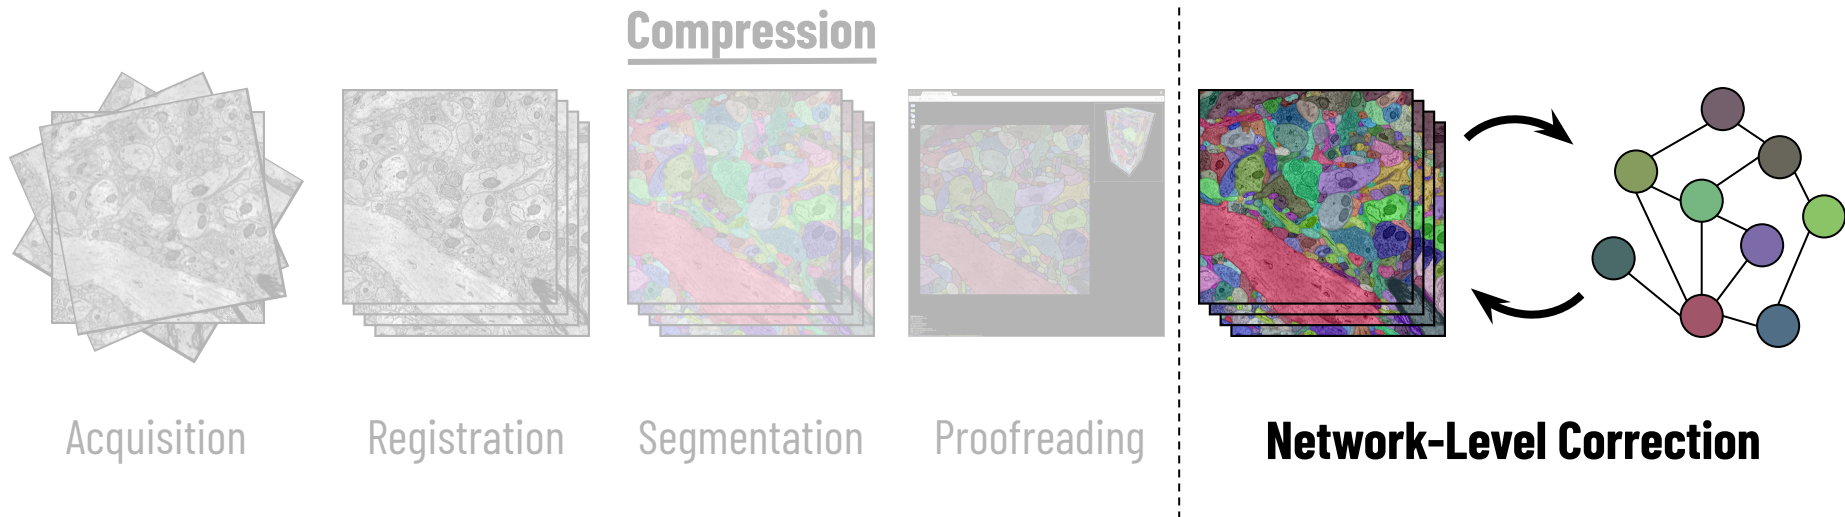 Compression
Acquisition
Registration
Segmentation
Proofreading
Network-Level Correction